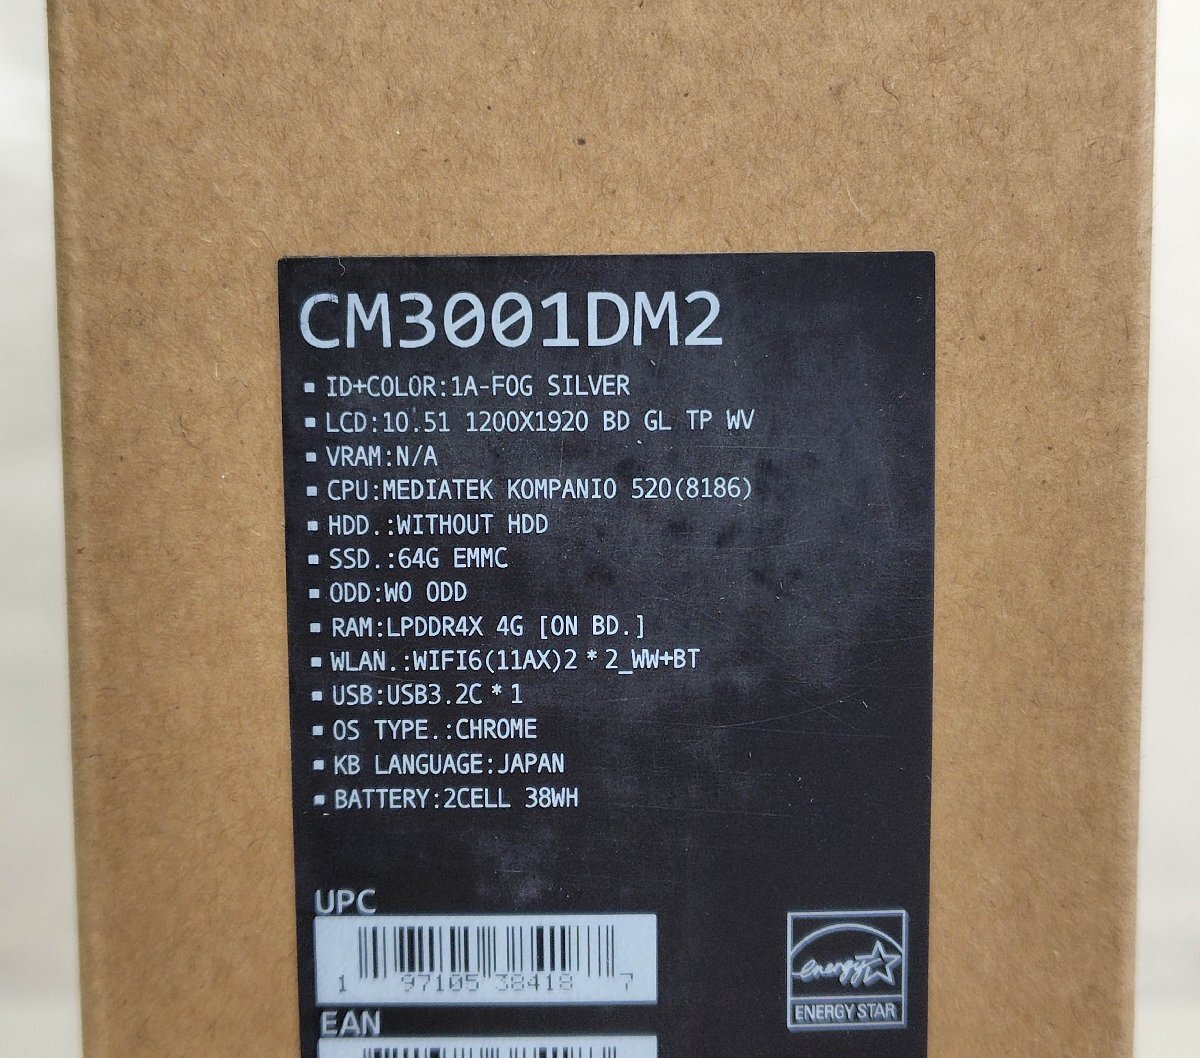 CM3001DM2
▪ ID+COLOR:1A-FOG SILVER
▪ LCD:10.51 1200X1920 BD GL TP WV
▪ VRAM:N/A
▪ CPU:MEDIATEK KOMPANIO 520(8186)
▪ HDD.:WITHOUT HDD
▪ SSD.:64G EMMC
▪ ODD:WO ODD
▪ RAM:LPDDR4X 4G [ON BD.]
▪ WLAN.:WIFI6(11AX)2*2_WW+BT
▪ USB:USB3.2C*1
▪ OS TYPE.:CHROME
▪ KB LANGUAGE:JAPAN
▪ BATTERY:2CELL 38WH
UPC
1 97105 38418 7
energy
ENERGY STAR
EAN